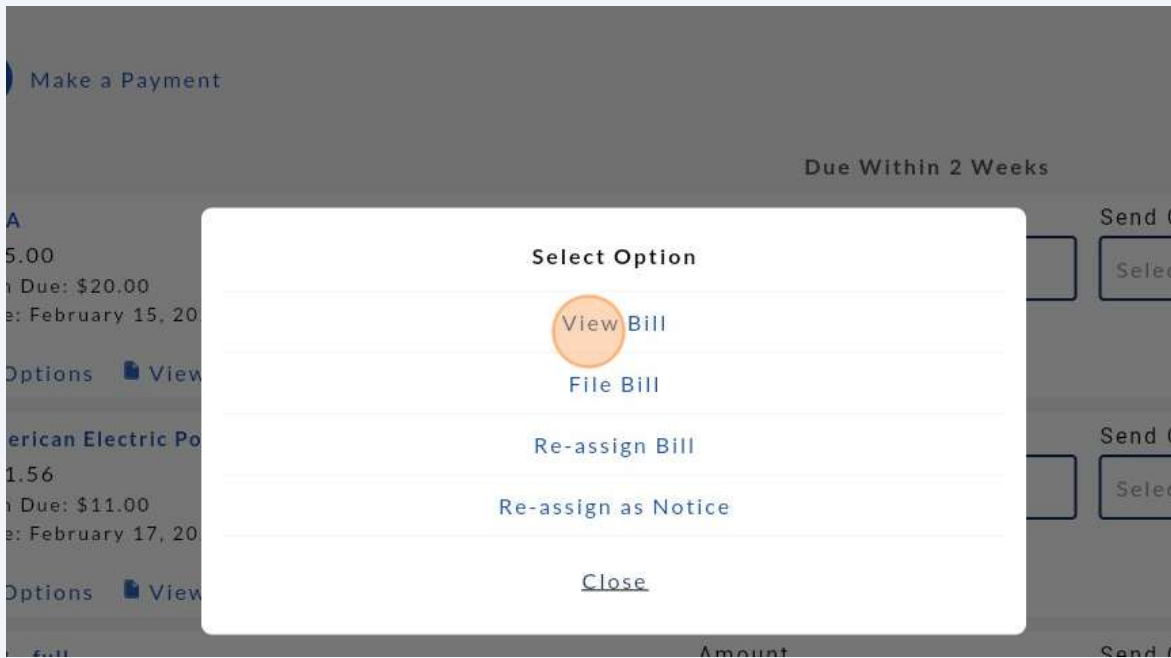 Make a Payment
Due Within 2 Weeks
A
5.00
Due: $20.00
e: February 15, 20
Options View
Send
Select Option
View Bill
File Bill
Re-assign Bill
Re-assign as Notice
Close
erican Electric Po
1.56
Due: $11.00
e: February 17, 20
Options View
Send
full
Amount
Send